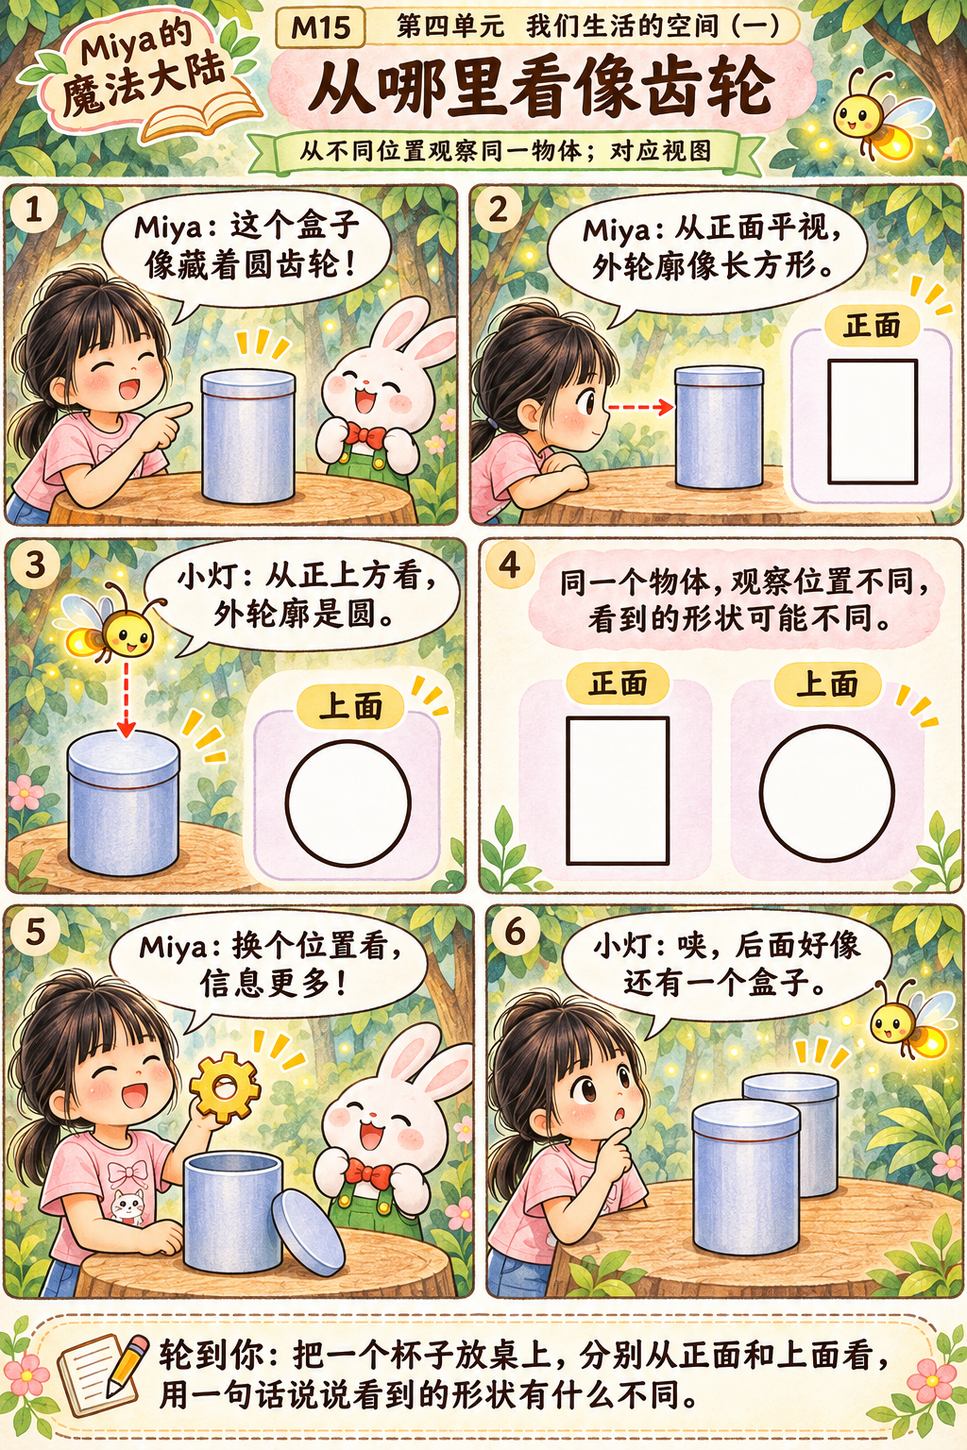 Miya的
魔法大陆
M15
第四单元 我们生活的空间（一）
从哪里看像齿轮
从不同位置观察同一物体；对应视图
1
Miya：这个盒子
像藏着圆齿轮！
2
Miya：从正面平视，
外轮廓像长方形。
正面
3
小灯：从正上方看，
外轮廓是圆。
上面
4
同一个物体，观察位置不同，
看到的形状可能不同。
正面
上面
5
Miya：换个位置看，
信息更多！
6
小灯：咦，后面好像
还有一个盒子。
轮到你：把一个杯子放桌上，分别从正面和上面看，
用一句话说说看到的形状有什么不同。